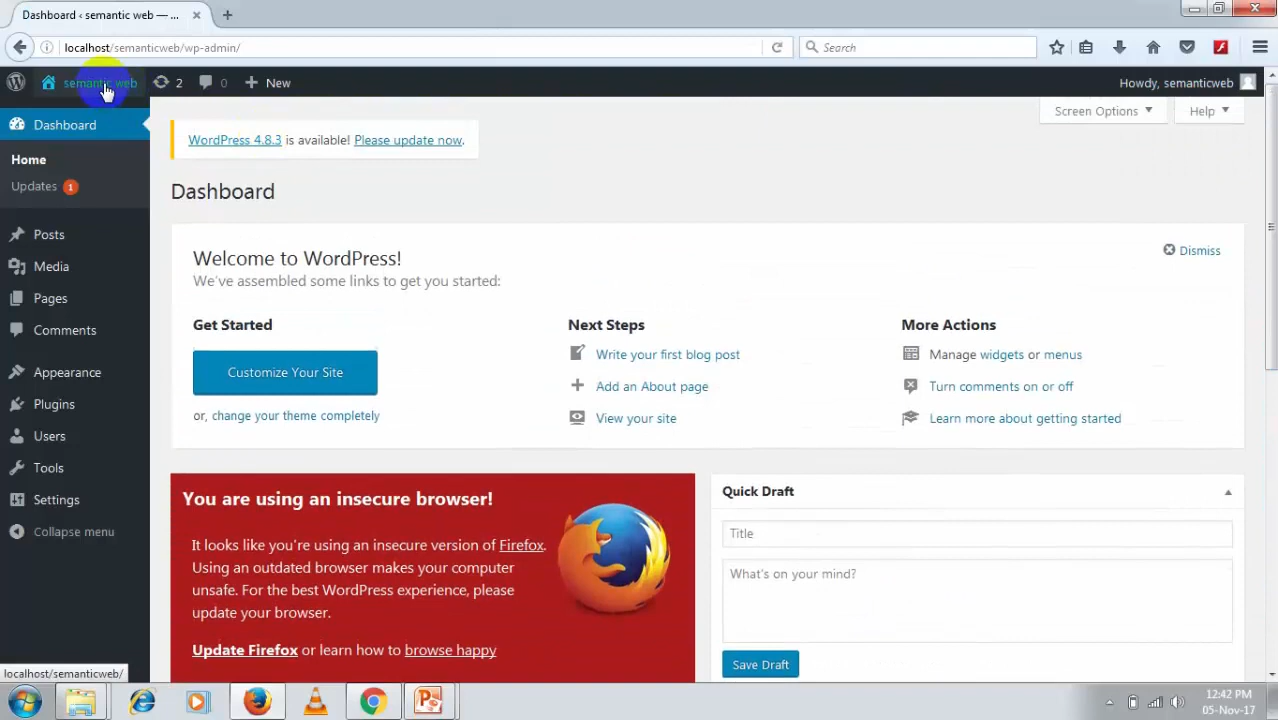 Dashboard ‹ semantic web — ...
localhost/semanticweb/wp-admin/
Search
semantic web
2
0
New
Howdy, semanticweb
Dashboard
Home
Updates 1
Posts
Media
Pages
Comments
Appearance
Plugins
Users
Tools
Settings
Collapse menu
Screen Options
Help
WordPress 4.8.3 is available! Please update now.
Dashboard
Welcome to WordPress!
We've assembled some links to get you started:
Dismiss
Get Started
Customize Your Site
or, change your theme completely
Next Steps
Write your first blog post
Add an About page
View your site
More Actions
Manage widgets or menus
Turn comments on or off
Learn more about getting started
You are using an insecure browser!
It looks like you're using an insecure version of Firefox.
Using an outdated browser makes your computer
unsafe. For the best WordPress experience, please
update your browser.
Update Firefox or learn how to browse happy
Quick Draft
Title
What's on your mind?
Save Draft
localhost/semanticweb/
12:42 PM
05-Nov-17